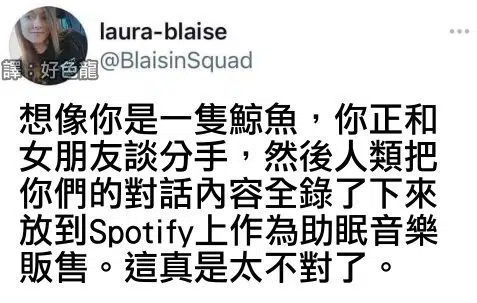 laura-blaise
譯：好色龍
@BlaisinSquad
想像你是一隻鯨魚，你正和
女朋友談分手，然後人類把
你們的對話內容全錄了下來
放到Spotify上作為助眠音樂
販售。這真是太不對了。